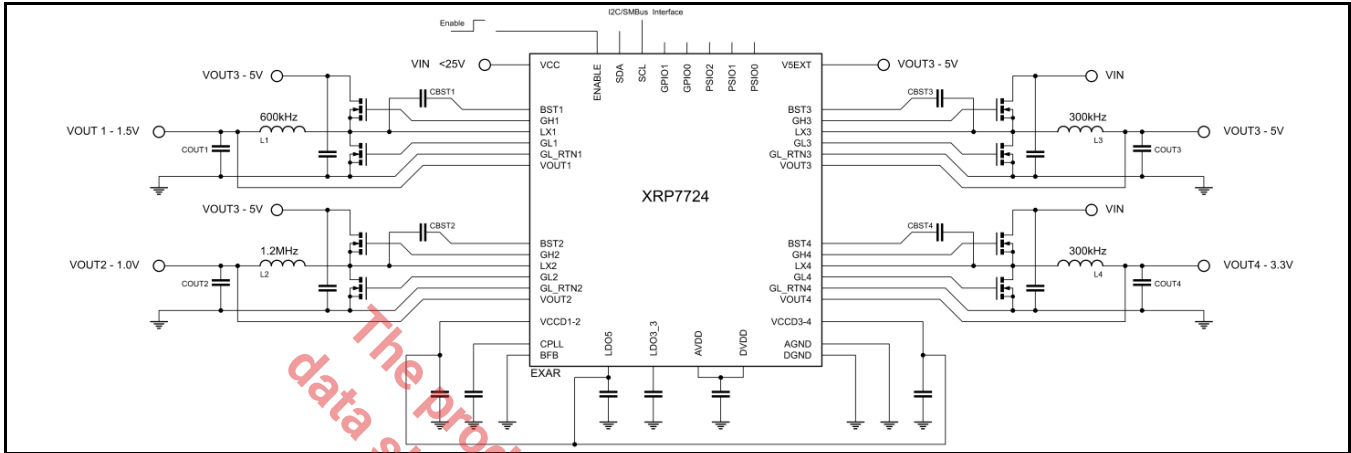 I2C/SMBus Interface
Enable
VIN <25V
VCC
ENABLE
SDA
SCL
GPIO1
GPIO0
PSIO2
PSIO1
PSIO0
V5EXT
VOUT3 - 5V
VOUT3 - 5V
CBST1
BST1
GH1
LX1
GL1
GL_RTN1
VOUT1
600kHz
L1
VOUT 1 - 1.5V
COUT1
VOUT3 - 5V
CBST2
BST2
GH2
LX2
GL2
GL_RTN2
VOUT2
1.2MHz
L2
VOUT2 - 1.0V
COUT2
XRP7724
VIN
CBST3
BST3
GH3
LX3
GL3
GL_RTN3
VOUT3
300kHz
L3
VOUT3 - 5V
COUT3
VIN
CBST4
BST4
GH4
LX4
GL4
GL_RTN4
VOUT4
300kHz
L4
VOUT4 - 3.3V
COUT4
VCCD1-2
CPLL
BFB
LDO5
LDO3_3
AVDD
DVDD
VCCD3-4
AGND
DGND
EXAR
The
data